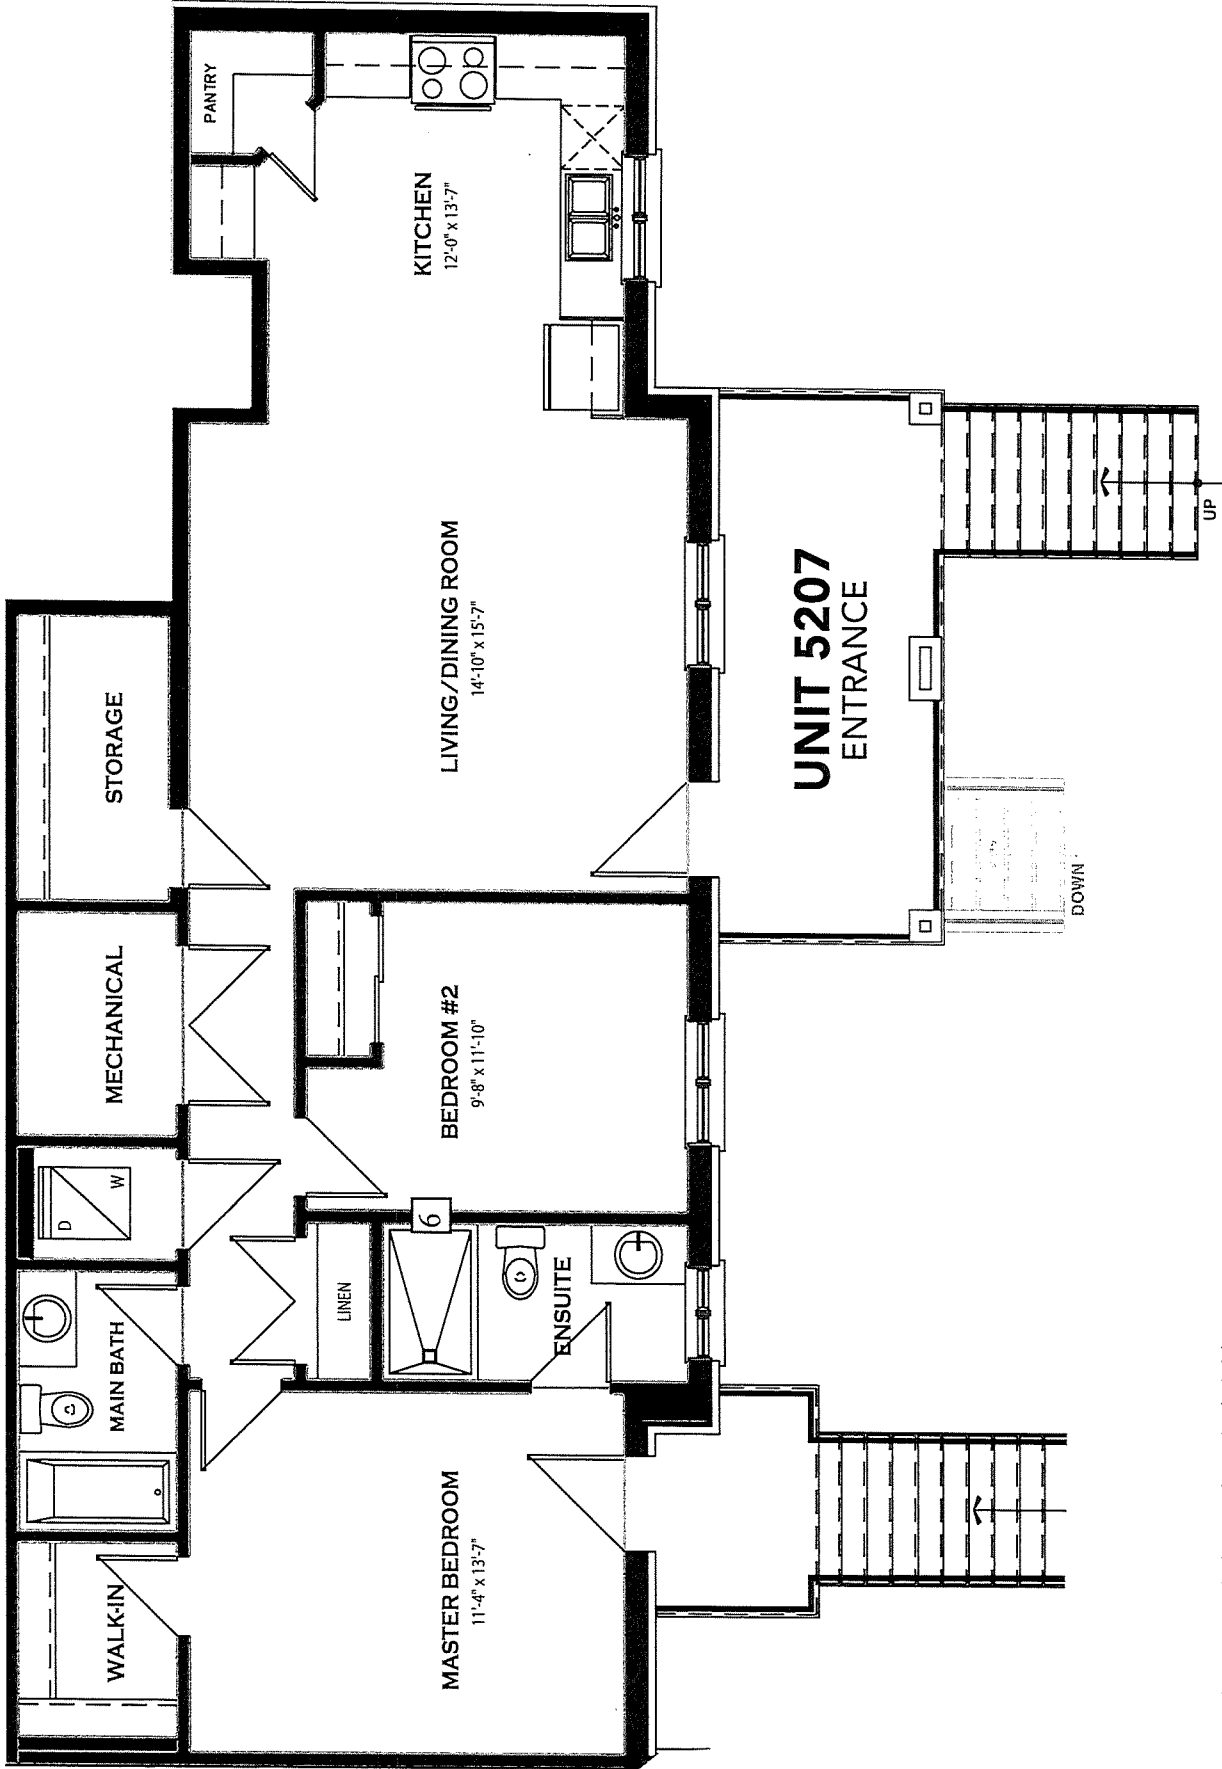 PANTRY
KITCHEN
12'-0" x 13'-7"
STORAGE
LIVING/DINING ROOM
14'-10" x 15'-7"
UNIT 5207
ENTRANCE
UP
DOWN
MECHANICAL
BEDROOM #2
9'-8" x 11'-10"
D
W
6
LINEN
ENSUITE
MAIN BATH
MASTER BEDROOM
11'-4" x 13'-7"
WALK-IN